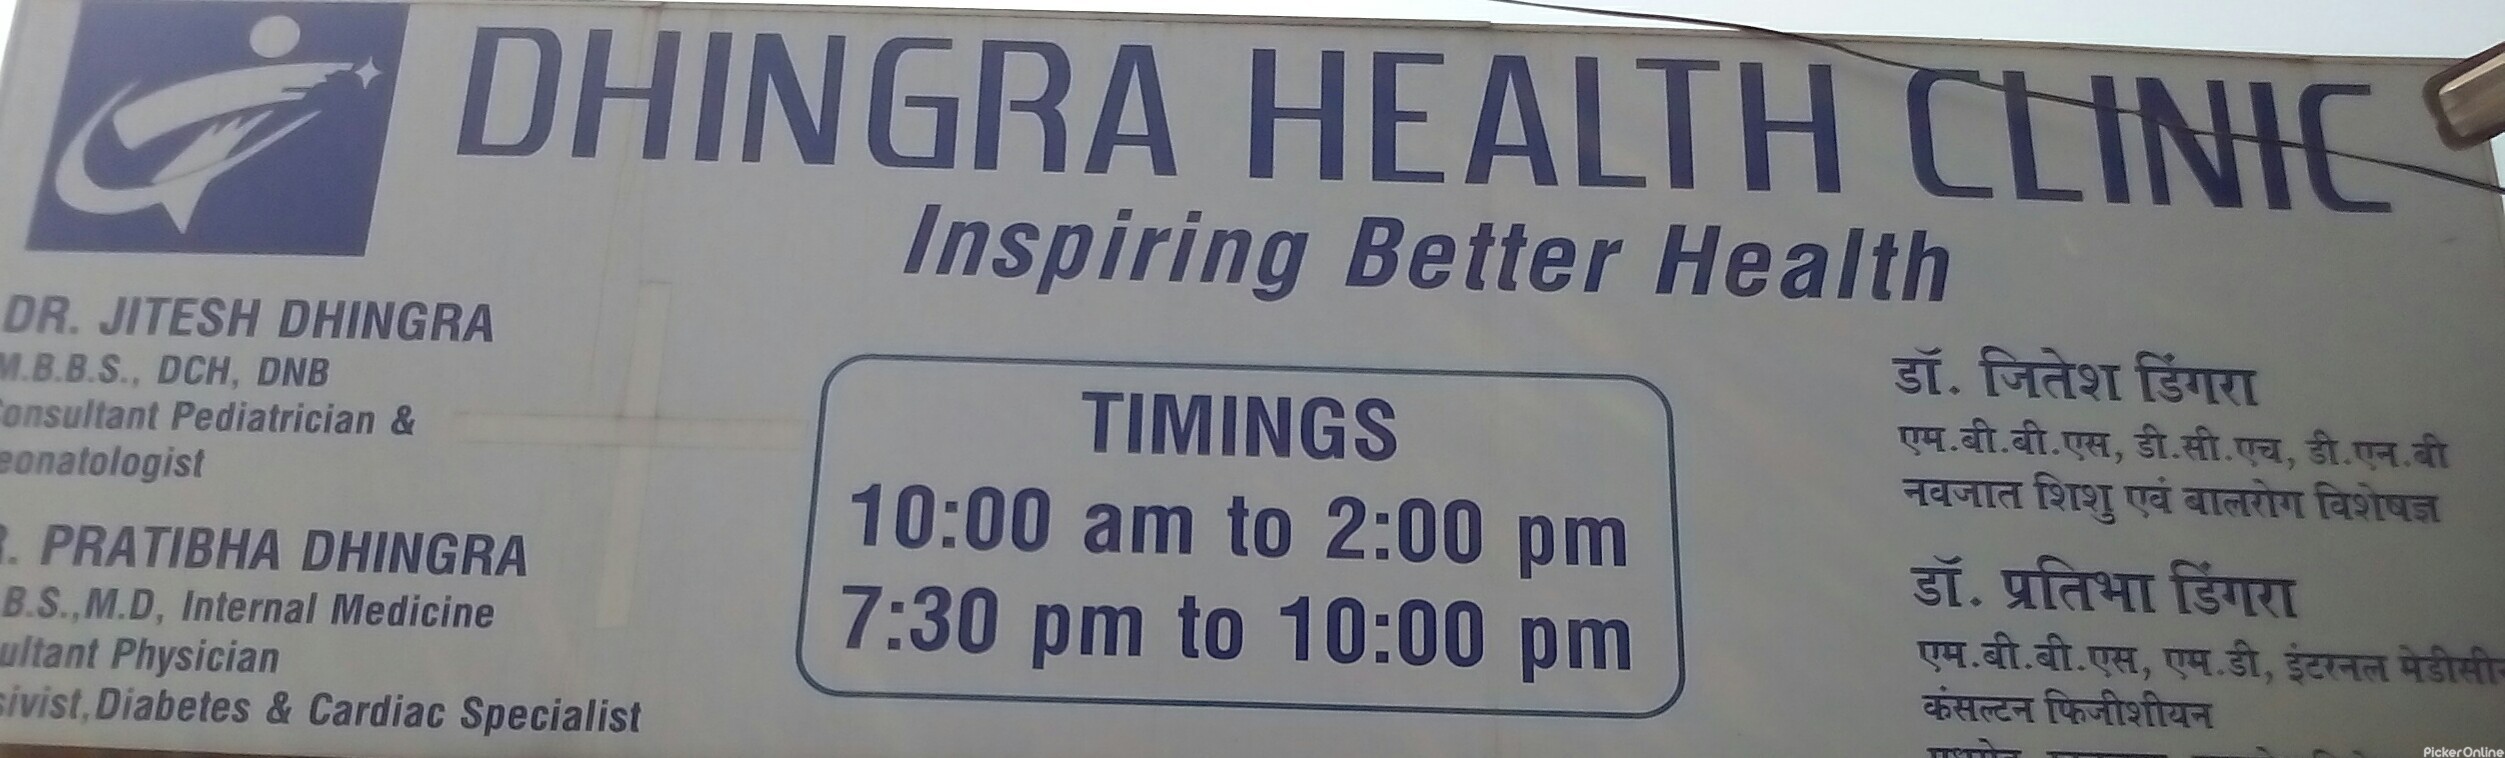 DHINGRA HEALTH CLINIC
Inspiring Better Health
DR. JITESH DHINGRA
M.B.B.S., DCH, DNB
onsultant Pediatrician &
eonatologist
. PRATIBHA DHINGRA
B.S.,M.D, Internal Medicine
ultant Physician
sivist, Diabetes & Cardiac Specialist
TIMINGS
10:00 am to 2:00 pm
7:30 pm to 10:00 pm
डॉ. जितेश डिंगरा
एम.बी.बी.एस, डी.सी.एच, डी.एन.बी
नवजात शिशु एवं बालरोग विशेषज्ञ
डॉ. प्रतिभा डिंगरा
एम.बी.बी.एस, एम.डी, इंटरनल मेडीसी
कंसल्टन फिजीशीयन
PickerOnline